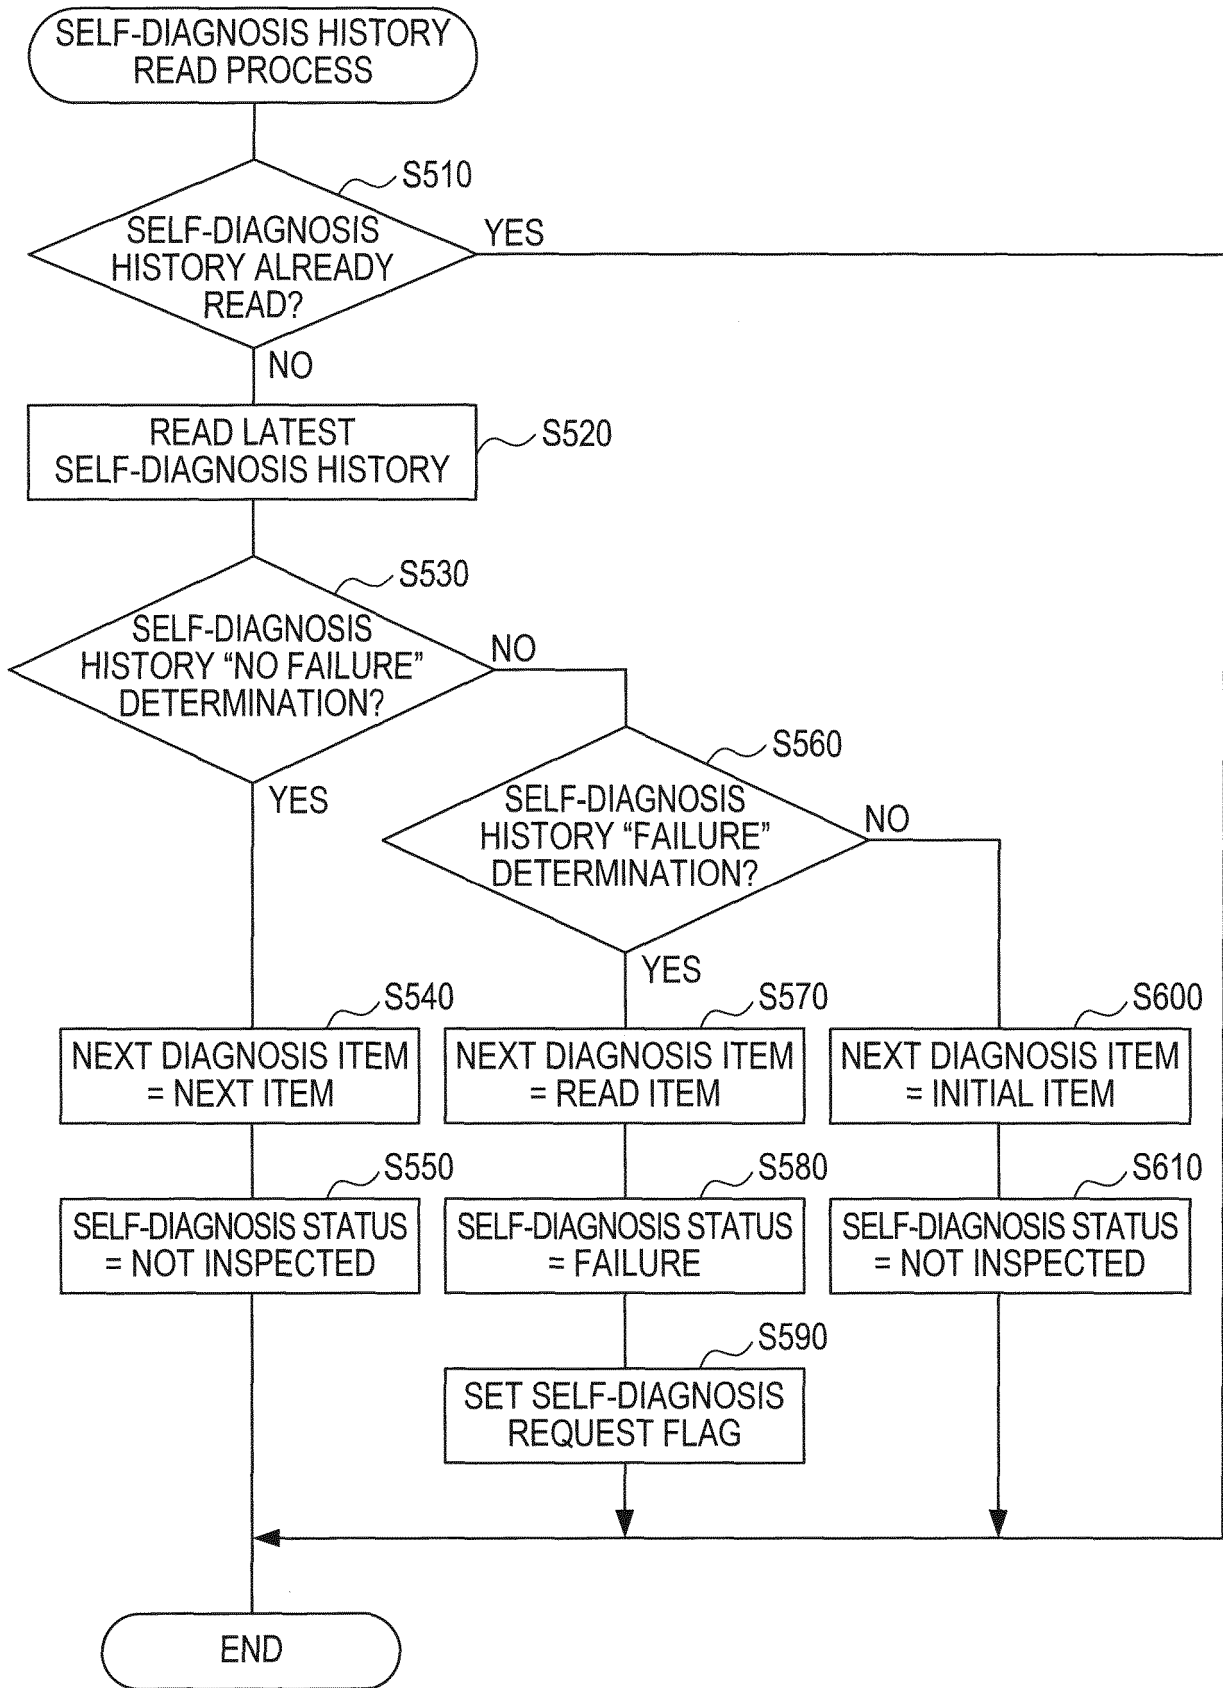 SELF-DIAGNOSIS HISTORY
READ PROCESS
S510
SELF-DIAGNOSIS
HISTORY ALREADY
READ?
YES
NO
READ LATEST
SELF-DIAGNOSIS HISTORY
S520
S530
SELF-DIAGNOSIS
HISTORY “NO FAILURE”
DETERMINATION?
NO
YES
S560
SELF-DIAGNOSIS
HISTORY “FAILURE”
DETERMINATION?
NO
YES
S540
NEXT DIAGNOSIS ITEM
= NEXT ITEM
S570
NEXT DIAGNOSIS ITEM
= READ ITEM
S600
NEXT DIAGNOSIS ITEM
= INITIAL ITEM
S550
SELF-DIAGNOSIS STATUS
= NOT INSPECTED
S580
SELF-DIAGNOSIS STATUS
= FAILURE
S610
SELF-DIAGNOSIS STATUS
= NOT INSPECTED
S590
SET SELF-DIAGNOSIS
REQUEST FLAG
END